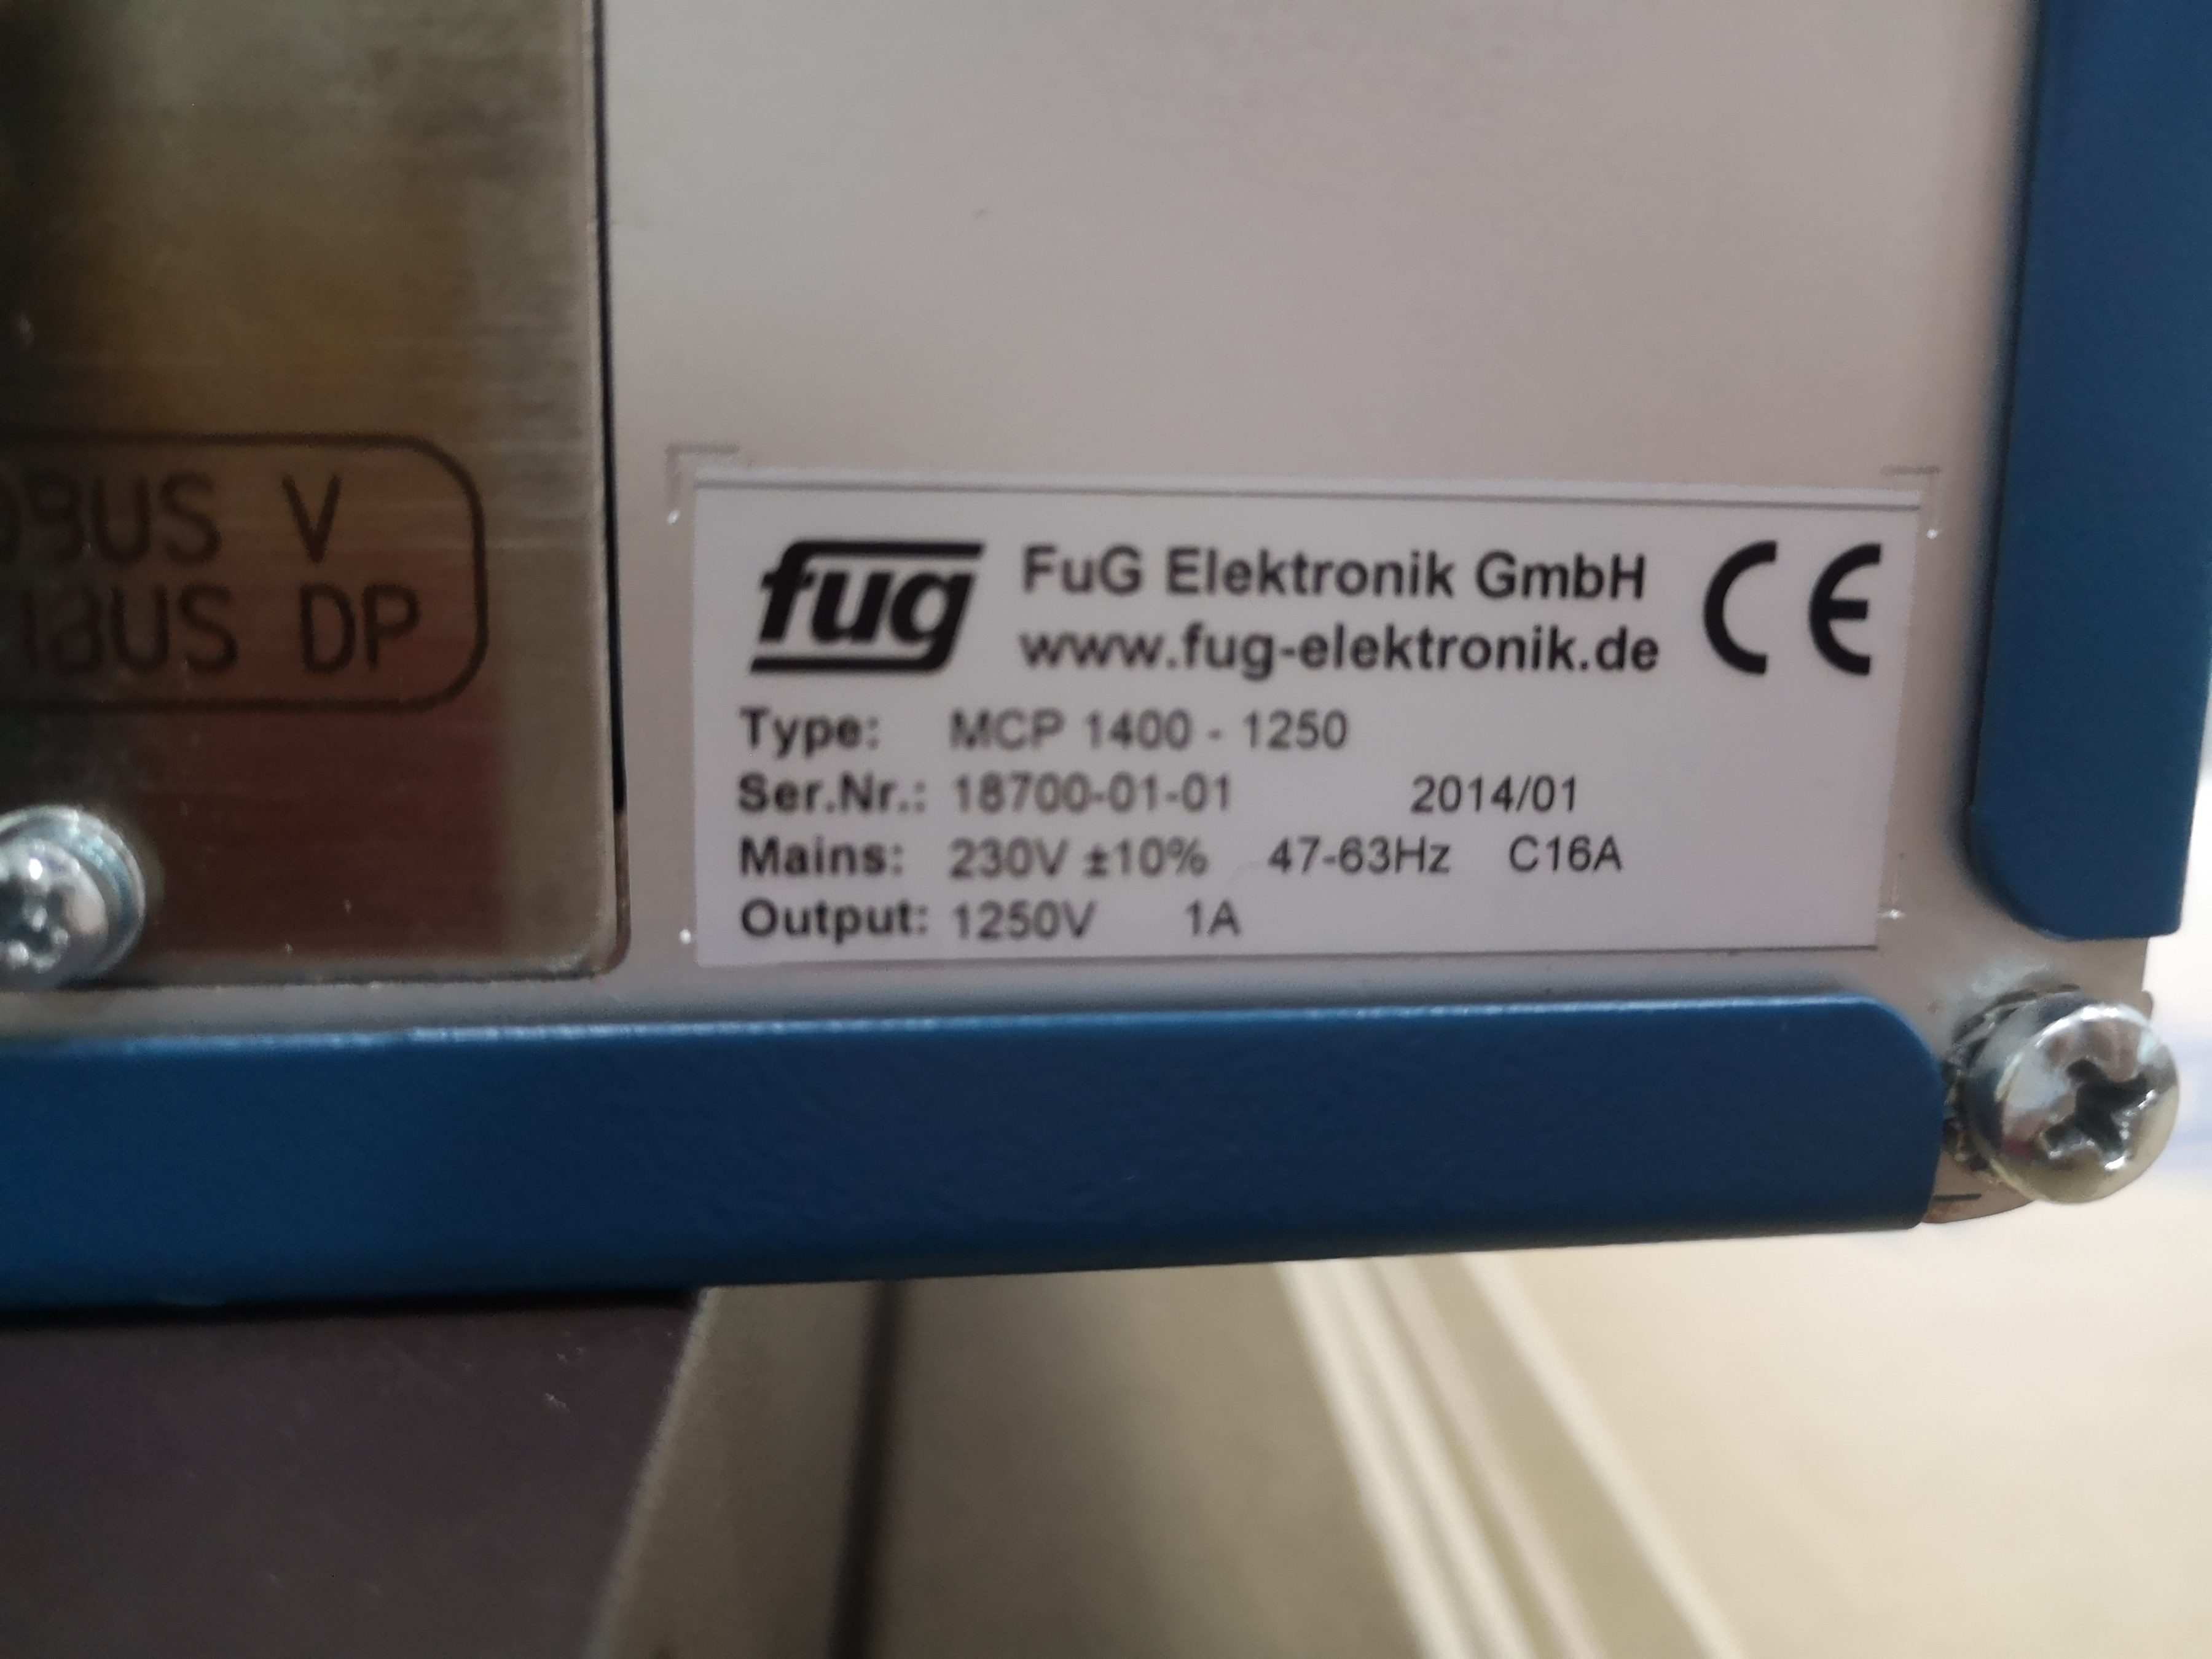 V
DP
fug
FuG Elektronik GmbH
www.fug-elektronik.de
CE
Type: MCP 1400 - 1250
Ser.Nr.: 18700-01-01 2014/01
Mains: 230V ±10% 47-63Hz C16A
Output: 1250V 1A